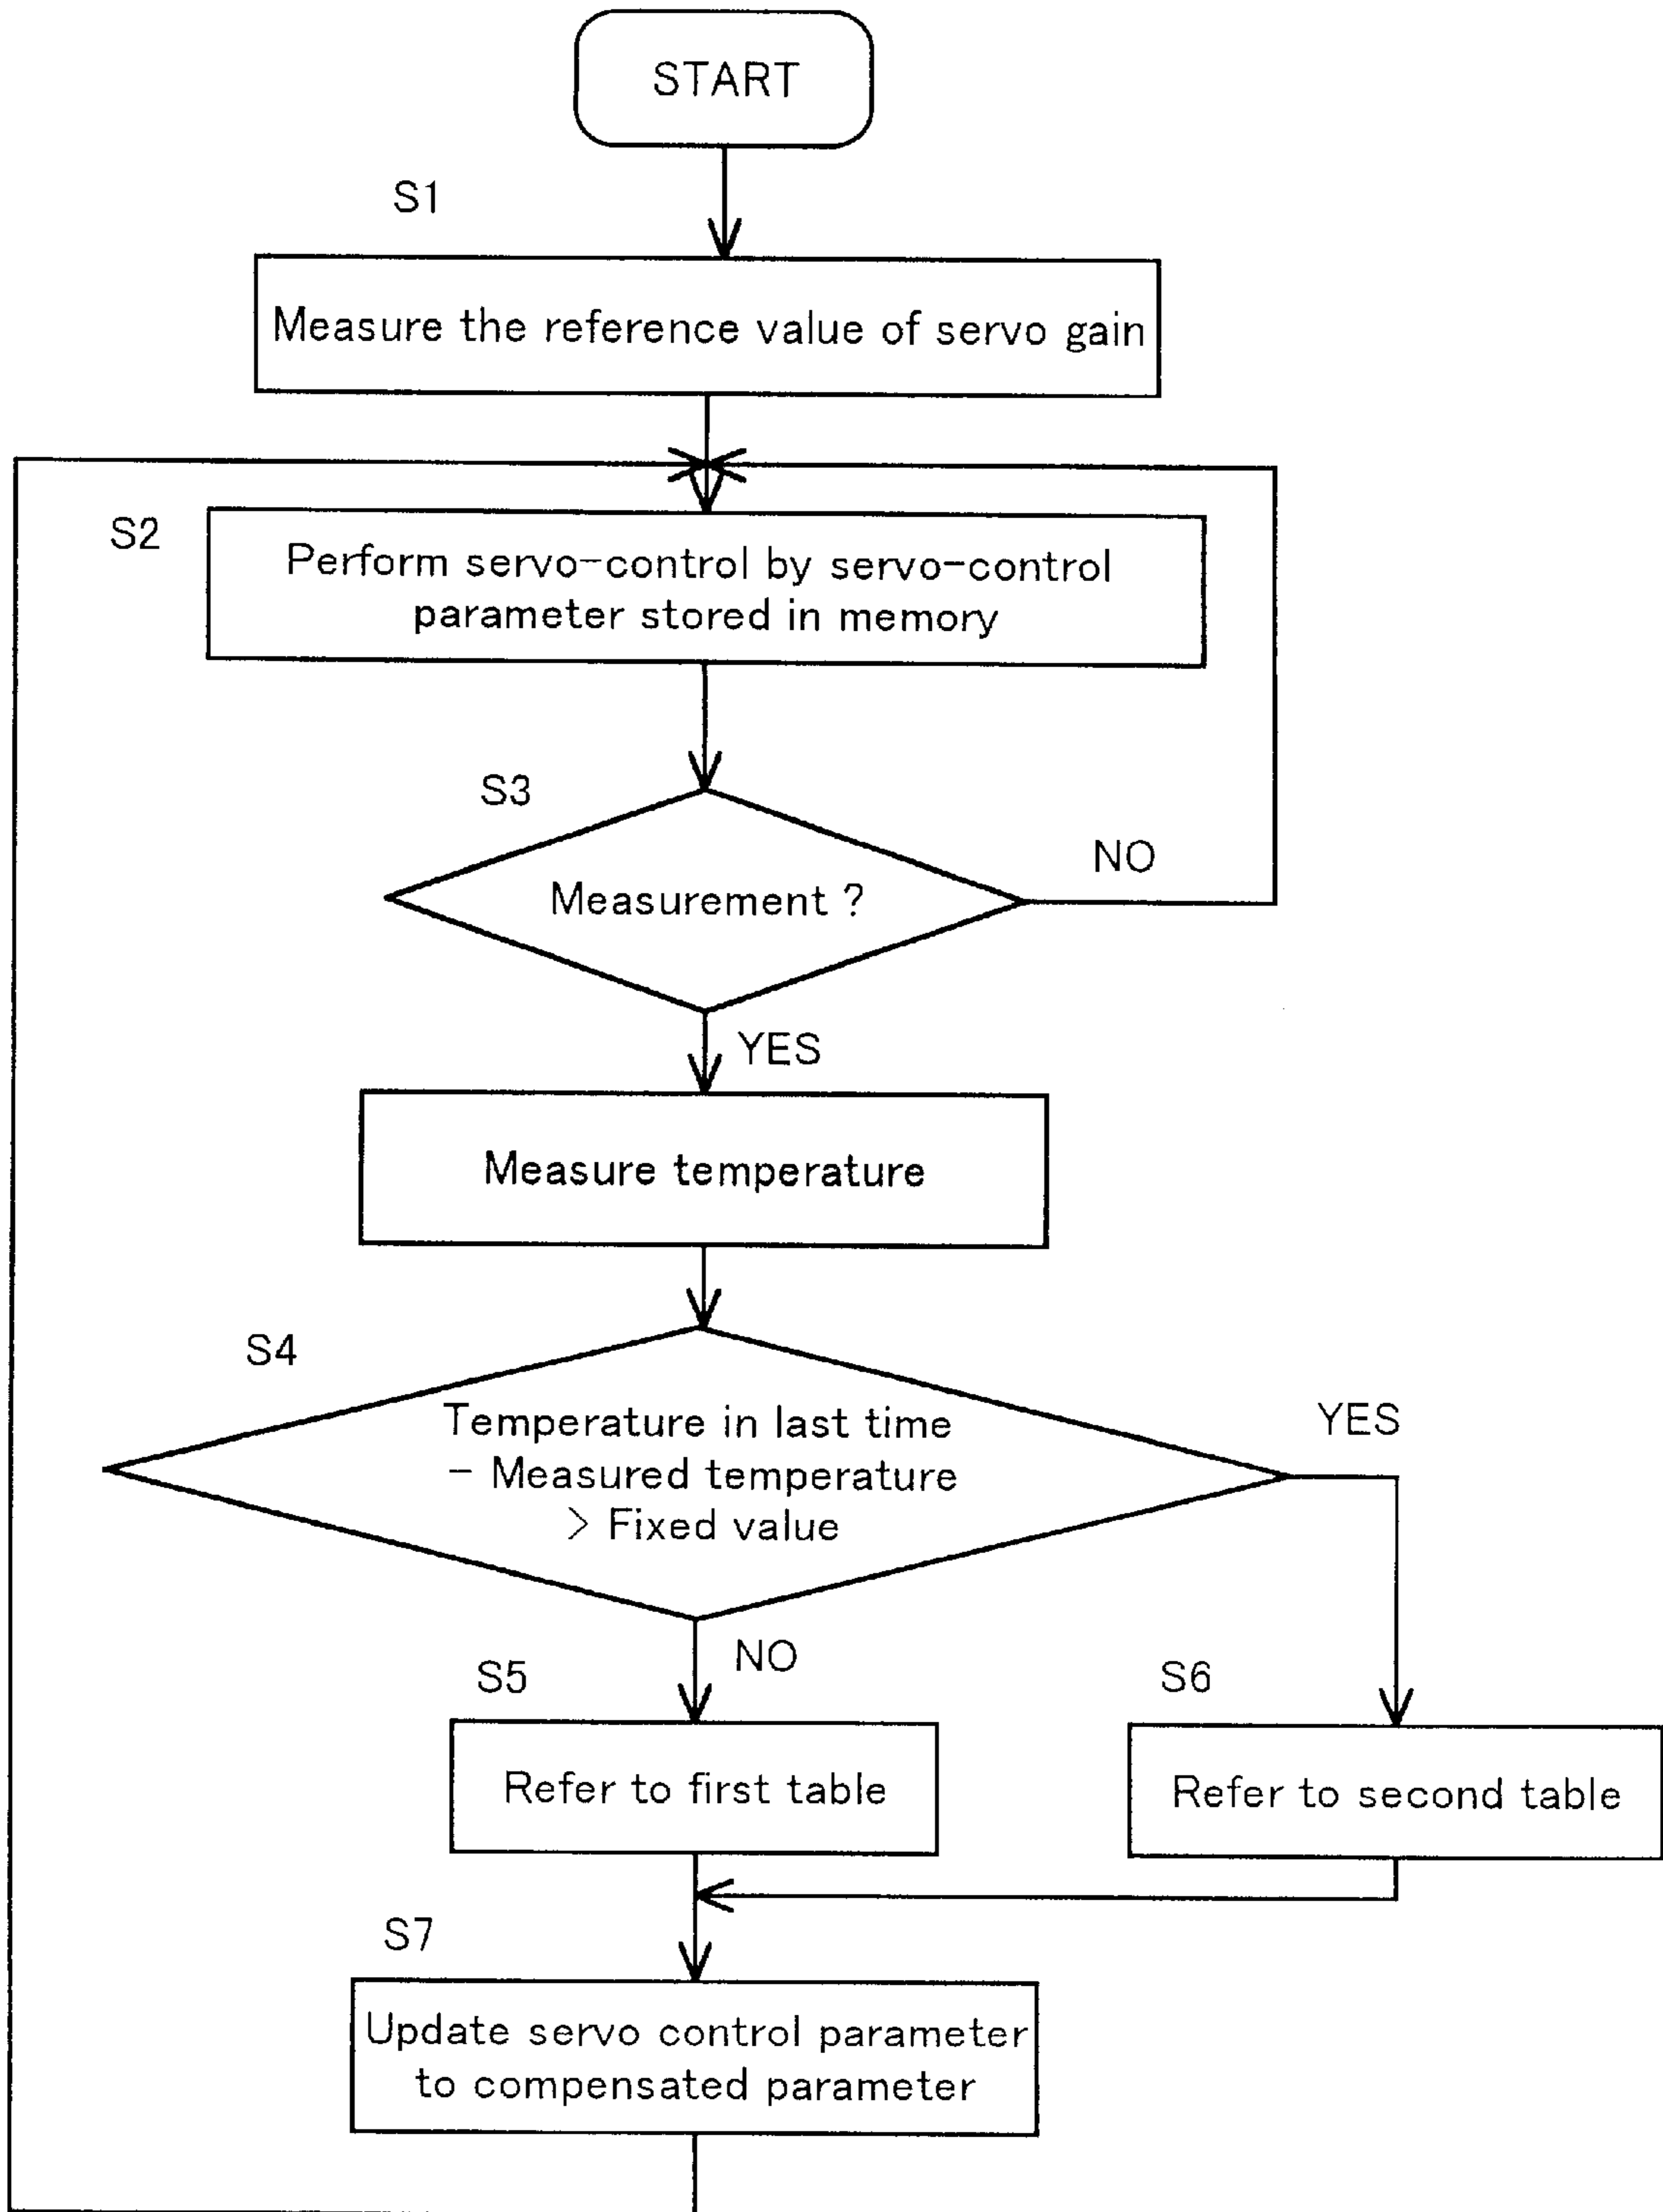 START
S1
Measure the reference value of servo gain
S2
Perform servo-control by servo-control
parameter stored in memory
S3
Measurement ?
NO
YES
Measure temperature
S4
Temperature in last time
- Measured temperature
> Fixed value
YES
NO
S5
Refer to first table
S6
Refer to second table
S7
Update servo control parameter
to compensated parameter